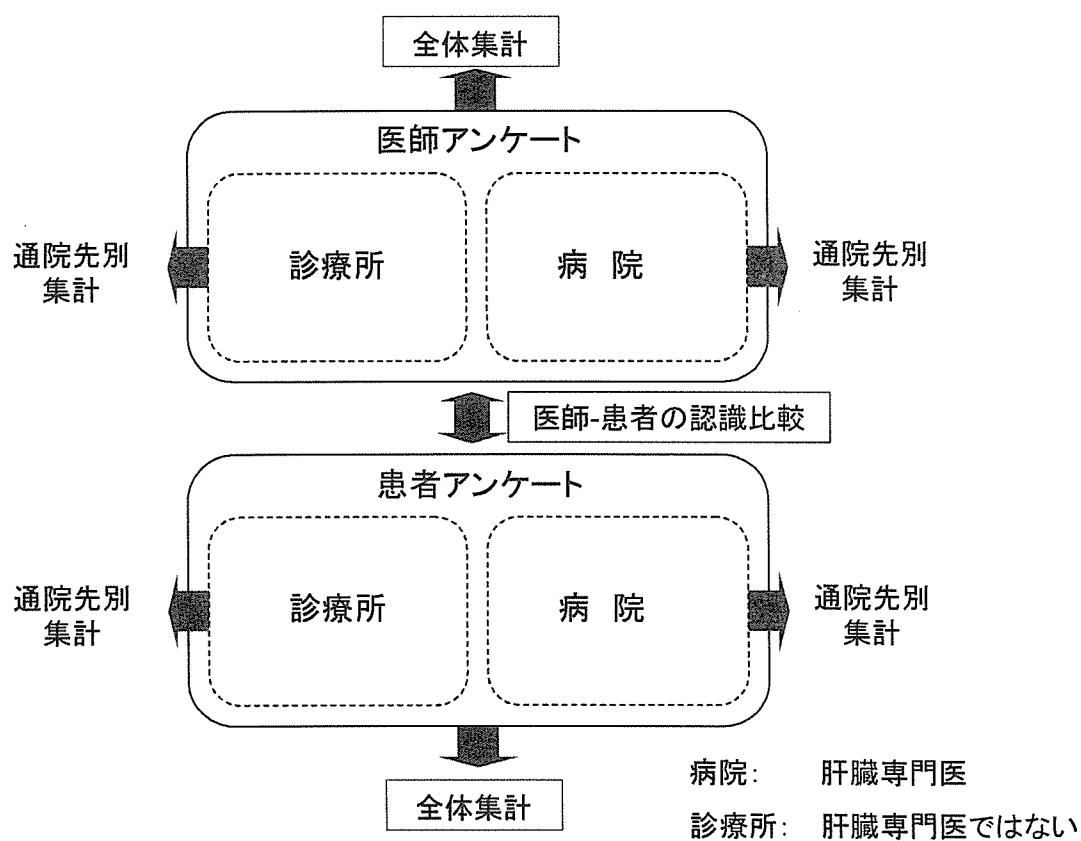 全体集計
医師アンケート
通院先別
集計
診療所
病 院
通院先別
集計
医師-患者の認識比較
患者アンケート
通院先別
集計
診療所
病 院
通院先別
集計
全体集計
病院: 肝臓専門医
診療所: 肝臓専門医ではない